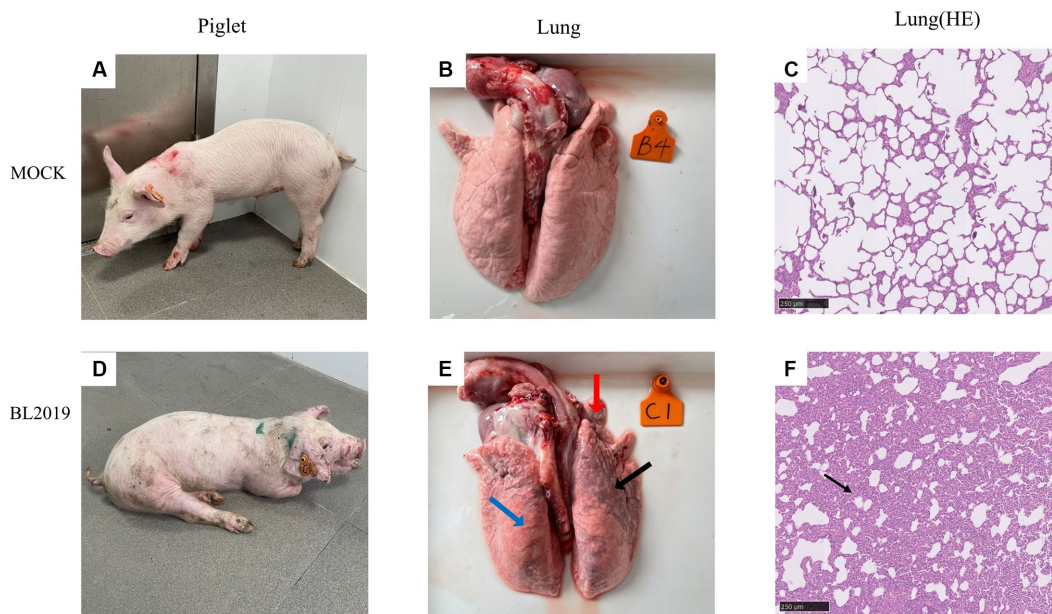 Piglet
Lung
Lung(HE)
A
B
C
MOCK
B4
250 μm
D
E
F
BL2019
C1
250 μm